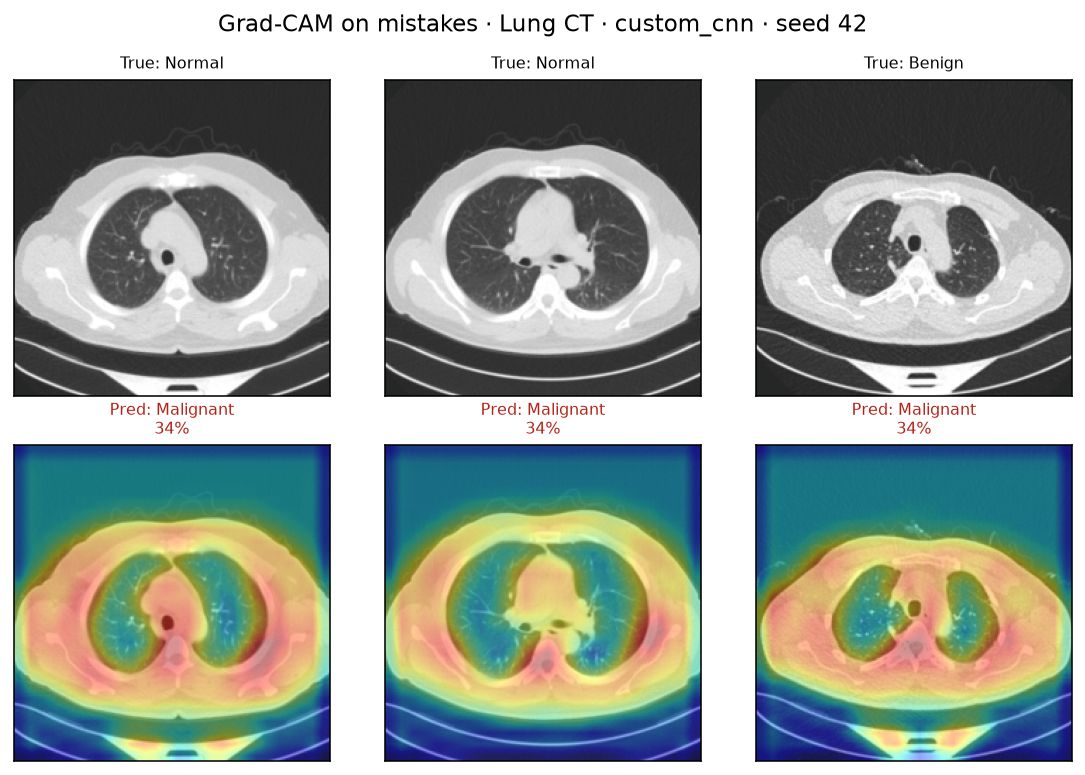 Grad-CAM on mistakes · Lung CT · custom_cnn · seed 42
True: Normal
True: Normal
True: Benign
Pred: Malignant
34%
Pred: Malignant
34%
Pred: Malignant
34%